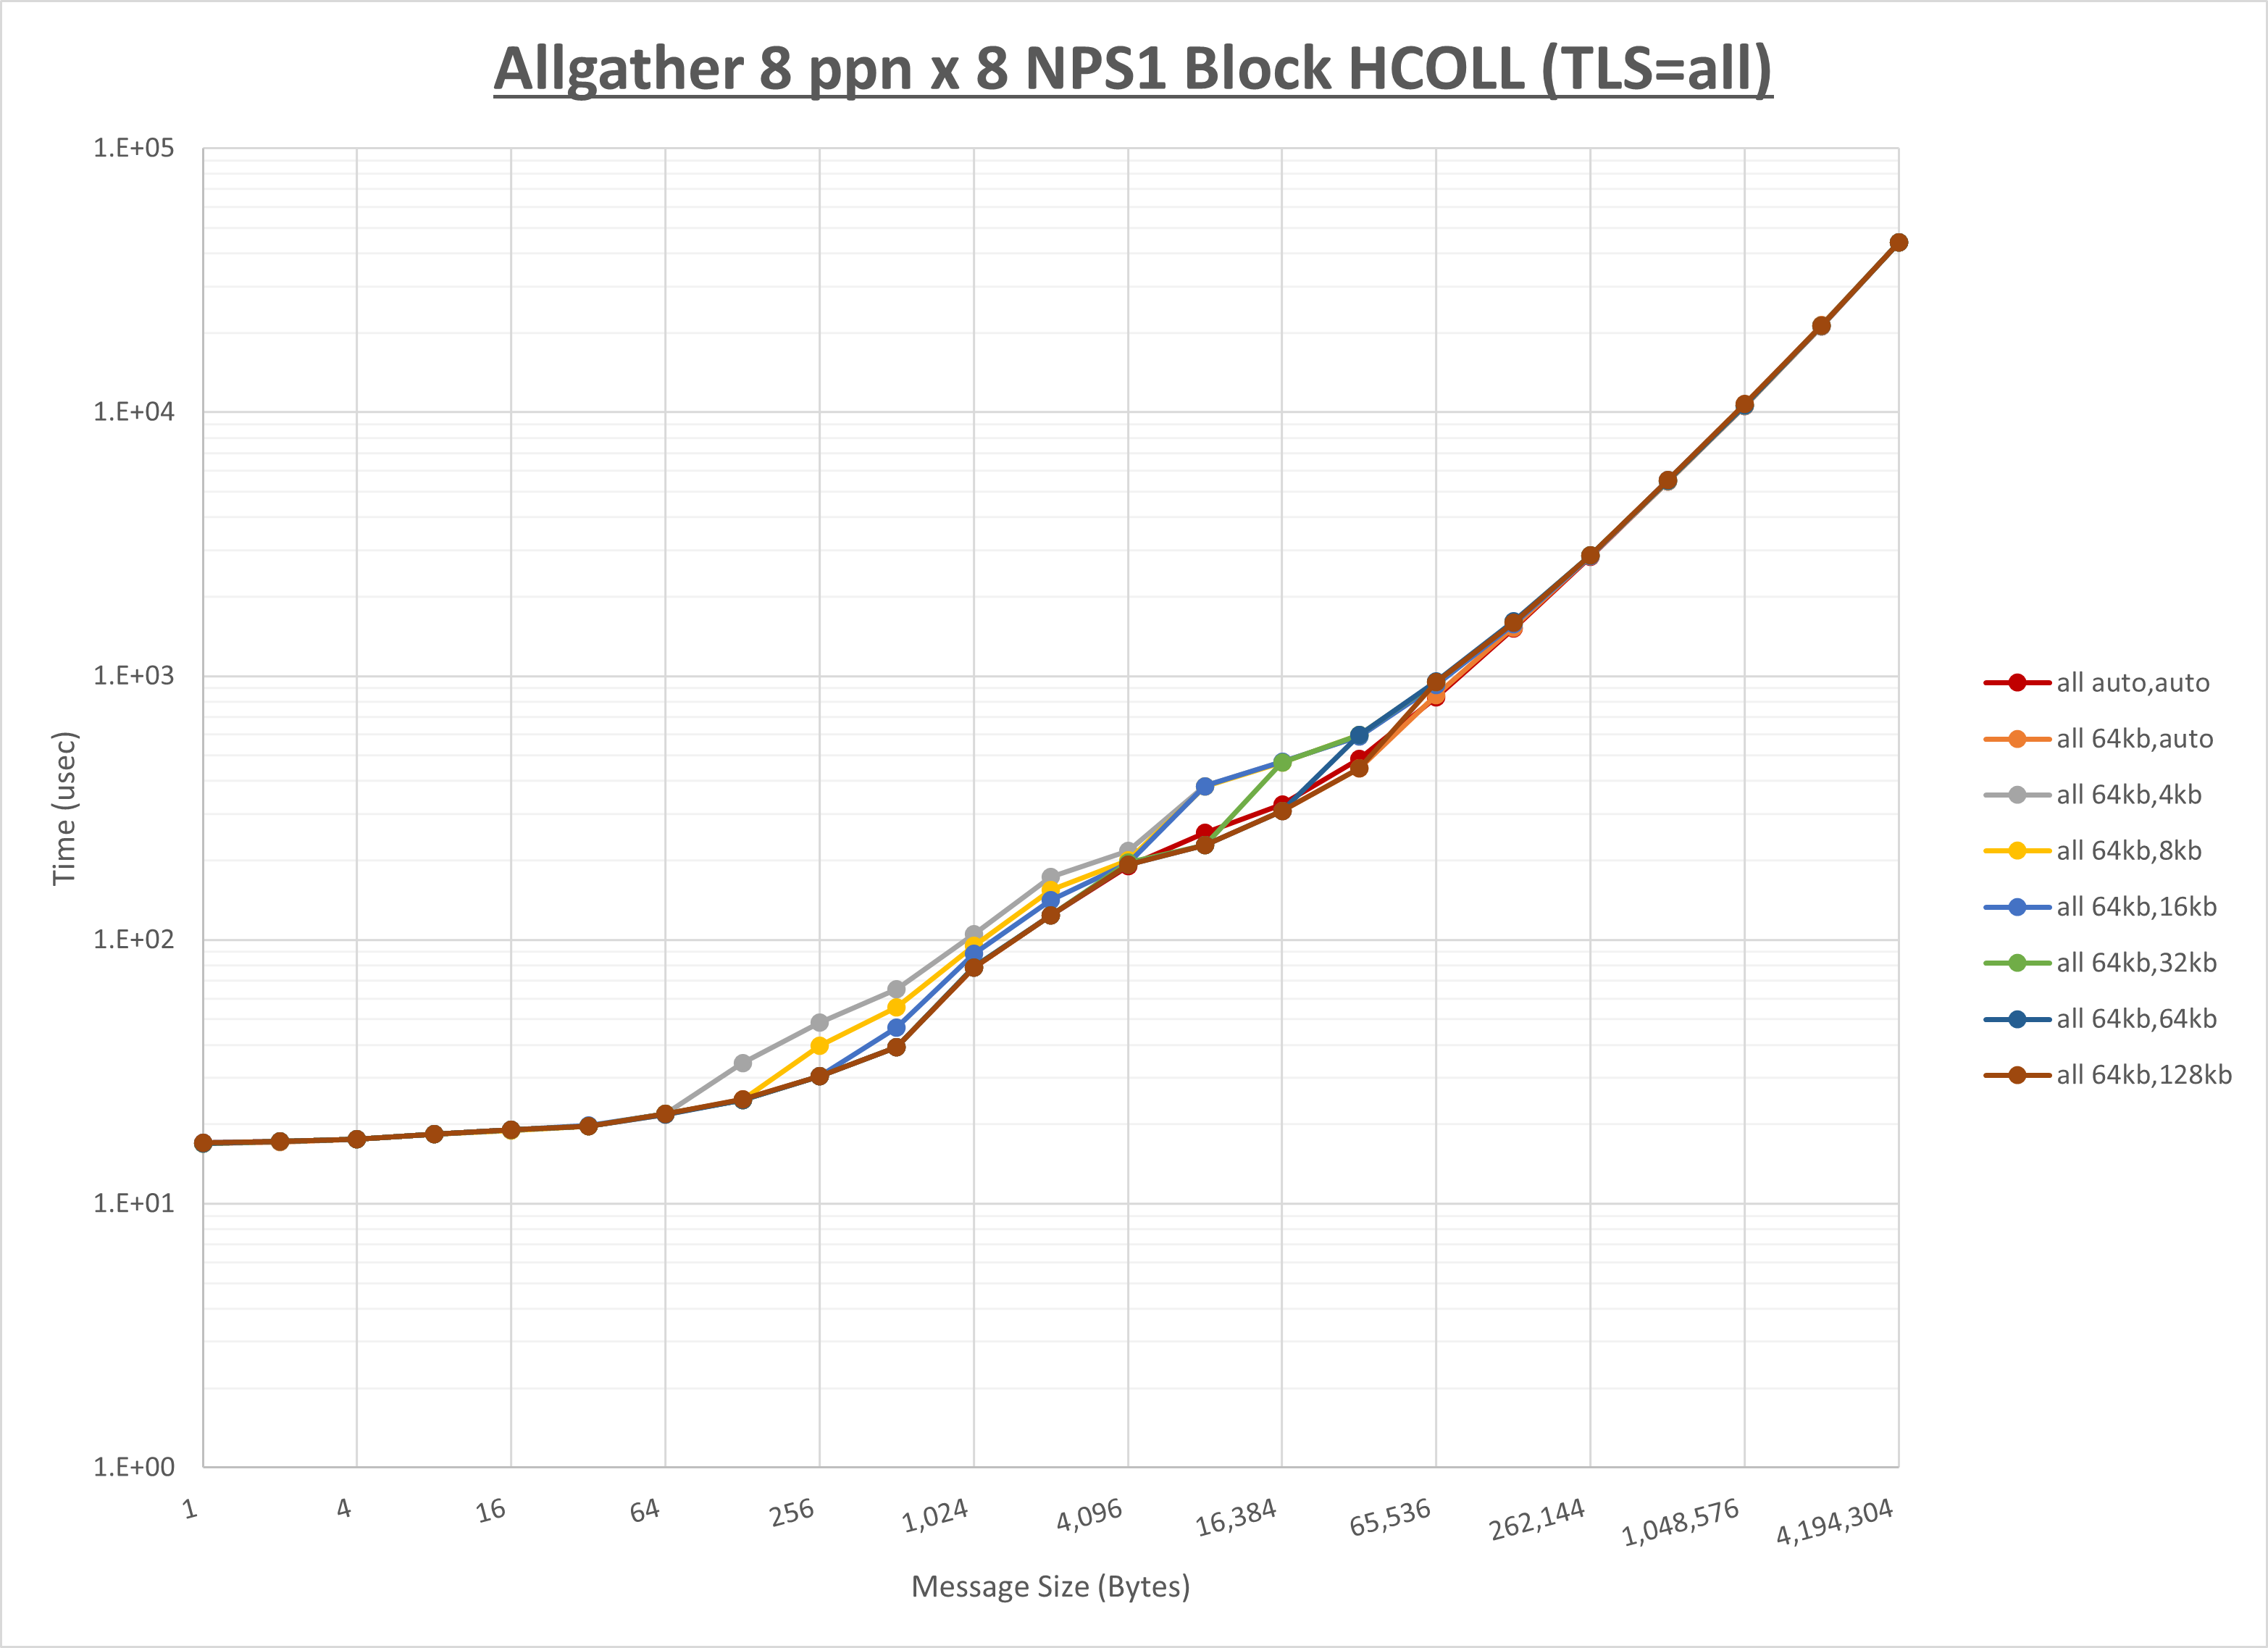 Allgather 8 ppn x 8 NPS1 Block HCOLL (TLS=all)
1.E+05
1.E+04
1.E+03
1.E+02
1.E+01
1.E+00
Time (usec)
1
4
16
64
256
1,024
4,096
16,384
65,536
262,144
1,048,576
4,194,304
Message Size (Bytes)
all auto,auto
all 64kb,auto
all 64kb,4kb
all 64kb,8kb
all 64kb,16kb
all 64kb,32kb
all 64kb,64kb
all 64kb,128kb